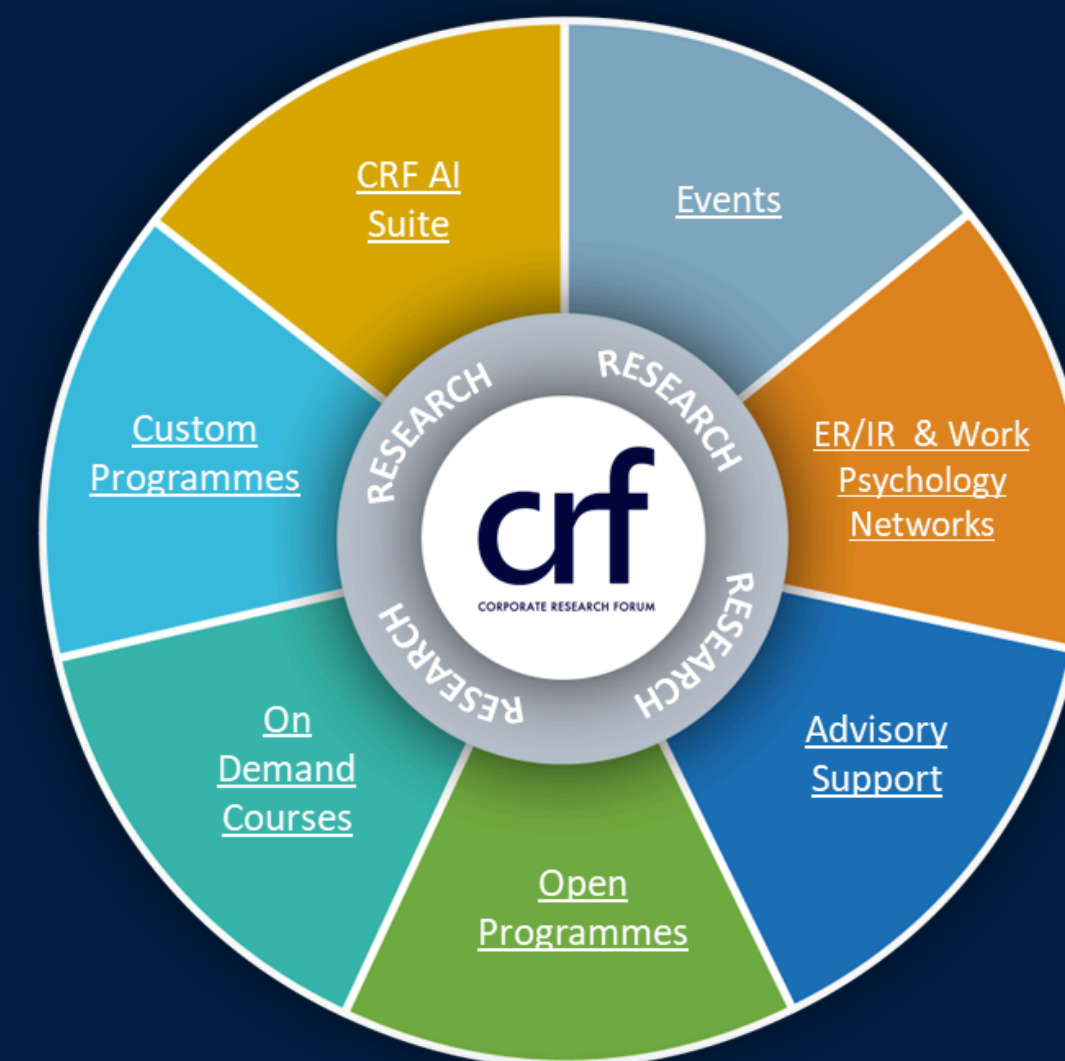 CRF AI
Suite
Events
Custom
Programmes
ER/IR & Work
Psychology
Networks
RESEARCH
RESEARCH
crf
CORPORATE RESEARCH FORUM
RESEARCH
RESEARCH
On
Demand
Courses
Advisory
Support
Open
Programmes